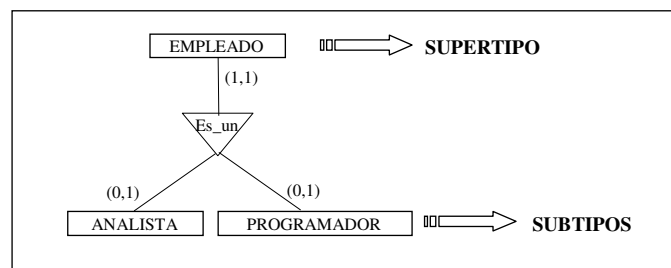 EMPLEADO
SUPERTIPO
(1,1)
Es_un
(0,1)
(0,1)
ANALISTA
PROGRAMADOR
SUBTIPOS